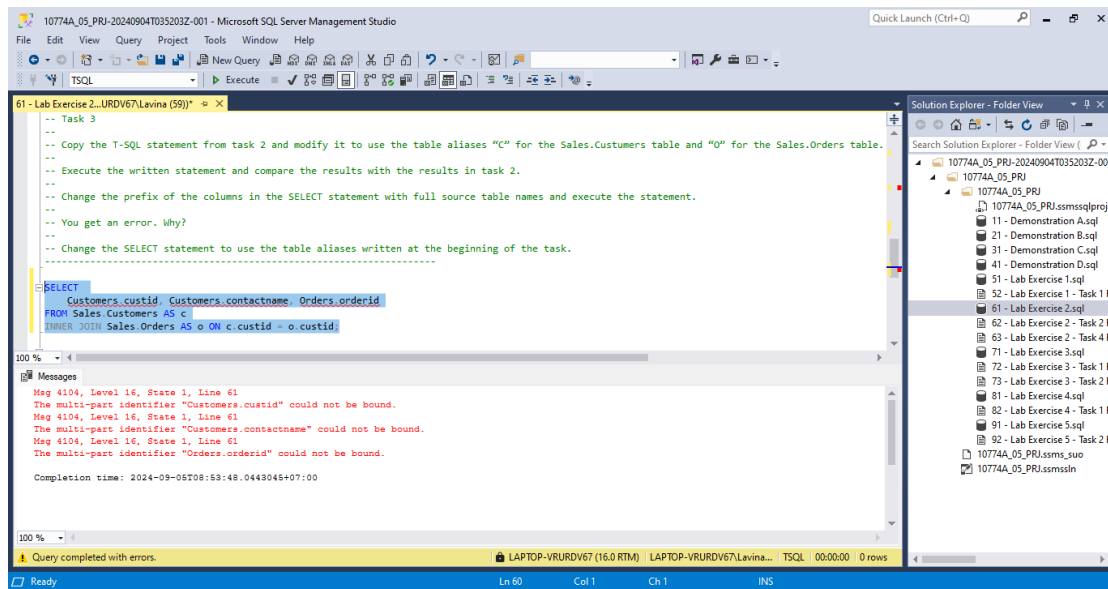 10774A_05_PRJ-20240904T035203Z-001 - Microsoft SQL Server Management Studio
Quick Launch (Ctrl+Q)
File Edit View Query Project Tools Window Help
New Query
TSQL
Execute
61 - Lab Exercise 2...URDV67\Lavina (59))*
-- Task 3
--
-- Copy the T-SQL statement from task 2 and modify it to use the table aliases “C” for the Sales.Custumers table and “O” for the Sales.Orders table.
--
-- Execute the written statement and compare the results with the results in task 2.
--
-- Change the prefix of the columns in the SELECT statement with full source table names and execute the statement.
--
-- You get an error. Why?
--
-- Change the SELECT statement to use the table aliases written at the beginning of the task.
---------------------------------------------------------------------
SELECT
Customers.custid, Customers.contactname, Orders.orderid
FROM Sales.Customers AS c
INNER JOIN Sales.Orders AS o ON c.custid = o.custid;
100 %
Messages
Msg 4104, Level 16, State 1, Line 61
The multi-part identifier "Customers.custid" could not be bound.
Msg 4104, Level 16, State 1, Line 61
The multi-part identifier "Customers.contactname" could not be bound.
Msg 4104, Level 16, State 1, Line 61
The multi-part identifier "Orders.orderid" could not be bound.
Completion time: 2024-09-05T08:53:48.0443045+07:00
100 %
Query completed with errors.
LAPTOP-VRURDV67 (16.0 RTM) LAPTOP-VRURDV67\Lavina... TSQL 00:00:00 0 rows
Solution Explorer - Folder View
Search Solution Explorer - Folder View (
10774A_05_PRJ-20240904T035203Z-00
10774A_05_PRJ
10774A_05_PRJ
10774A_05_PRJ.ssmssqlproj
11 - Demonstration A.sql
21 - Demonstration B.sql
31 - Demonstration C.sql
41 - Demonstration D.sql
51 - Lab Exercise 1.sql
52 - Lab Exercise 1 - Task 1
61 - Lab Exercise 2.sql
62 - Lab Exercise 2 - Task 2
63 - Lab Exercise 2 - Task 4
71 - Lab Exercise 3.sql
72 - Lab Exercise 3 - Task 1
73 - Lab Exercise 3 - Task 2
81 - Lab Exercise 4.sql
82 - Lab Exercise 4 - Task 1
91 - Lab Exercise 5.sql
92 - Lab Exercise 5 - Task 2
10774A_05_PRJ.ssms_suo
10774A_05_PRJ.ssmssln
Ready Ln 60 Col 1 Ch 1 INS